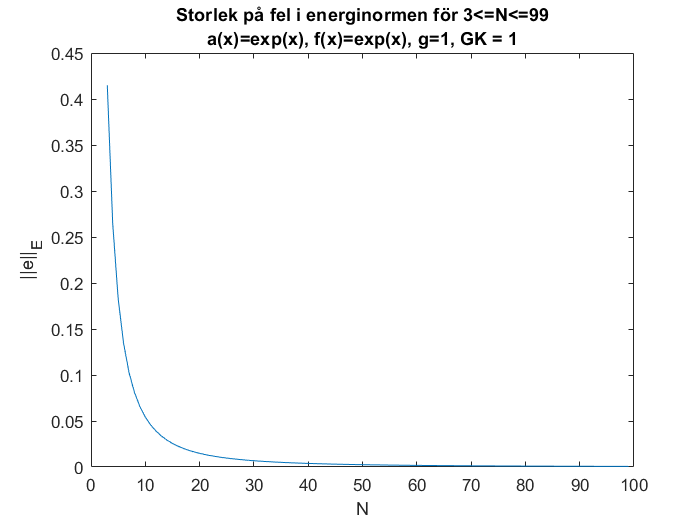 Storlek på fel i energinormen för 3<=N<=99
a(x)=exp(x), f(x)=exp(x), g=1, GK = 1
0.45
0.4
0.35
0.3
0.25
0.2
0.15
0.1
0.05
0
||e||_E
0 10 20 30 40 50 60 70 80 90 100
N